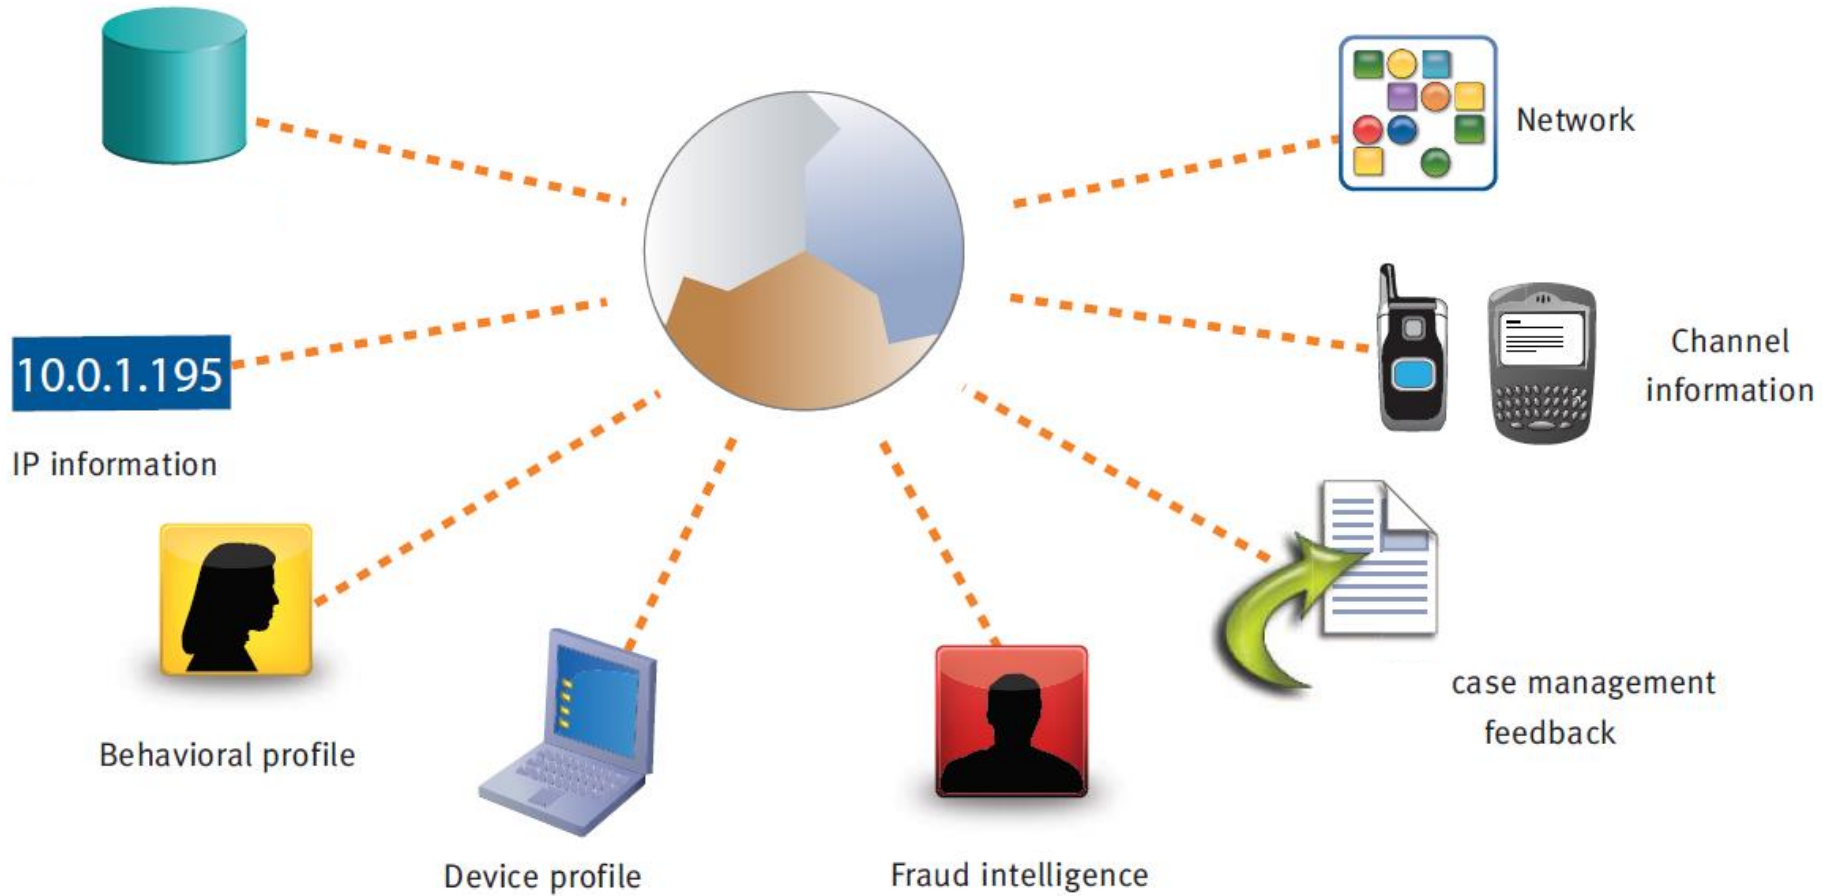 Network
Channel
information
10.0.1.195
IP information
case management
feedback
Behavioral profile
Device profile
Fraud intelligence